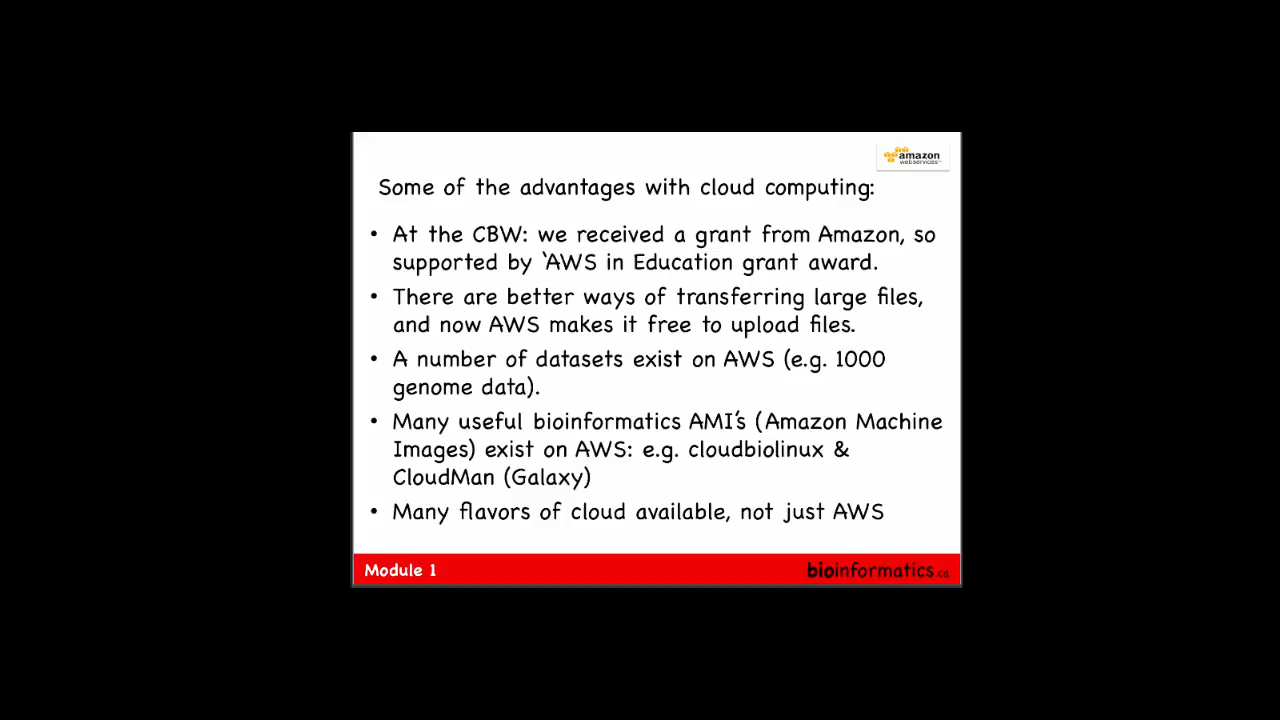 amazon
webservices™
Some of the advantages with cloud computing:
• At the CBW: we received a grant from Amazon, so
supported by ‘AWS in Education grant award.
• There are better ways of transferring large files,
and now AWS makes it free to upload files.
• A number of datasets exist on AWS (e.g. 1000
genome data).
• Many useful bioinformatics AMI’s (Amazon Machine
Images) exist on AWS: e.g. cloudbiolinux &
CloudMan (Galaxy)
• Many flavors of cloud available, not just AWS
Module 1
bioinformatics.ca